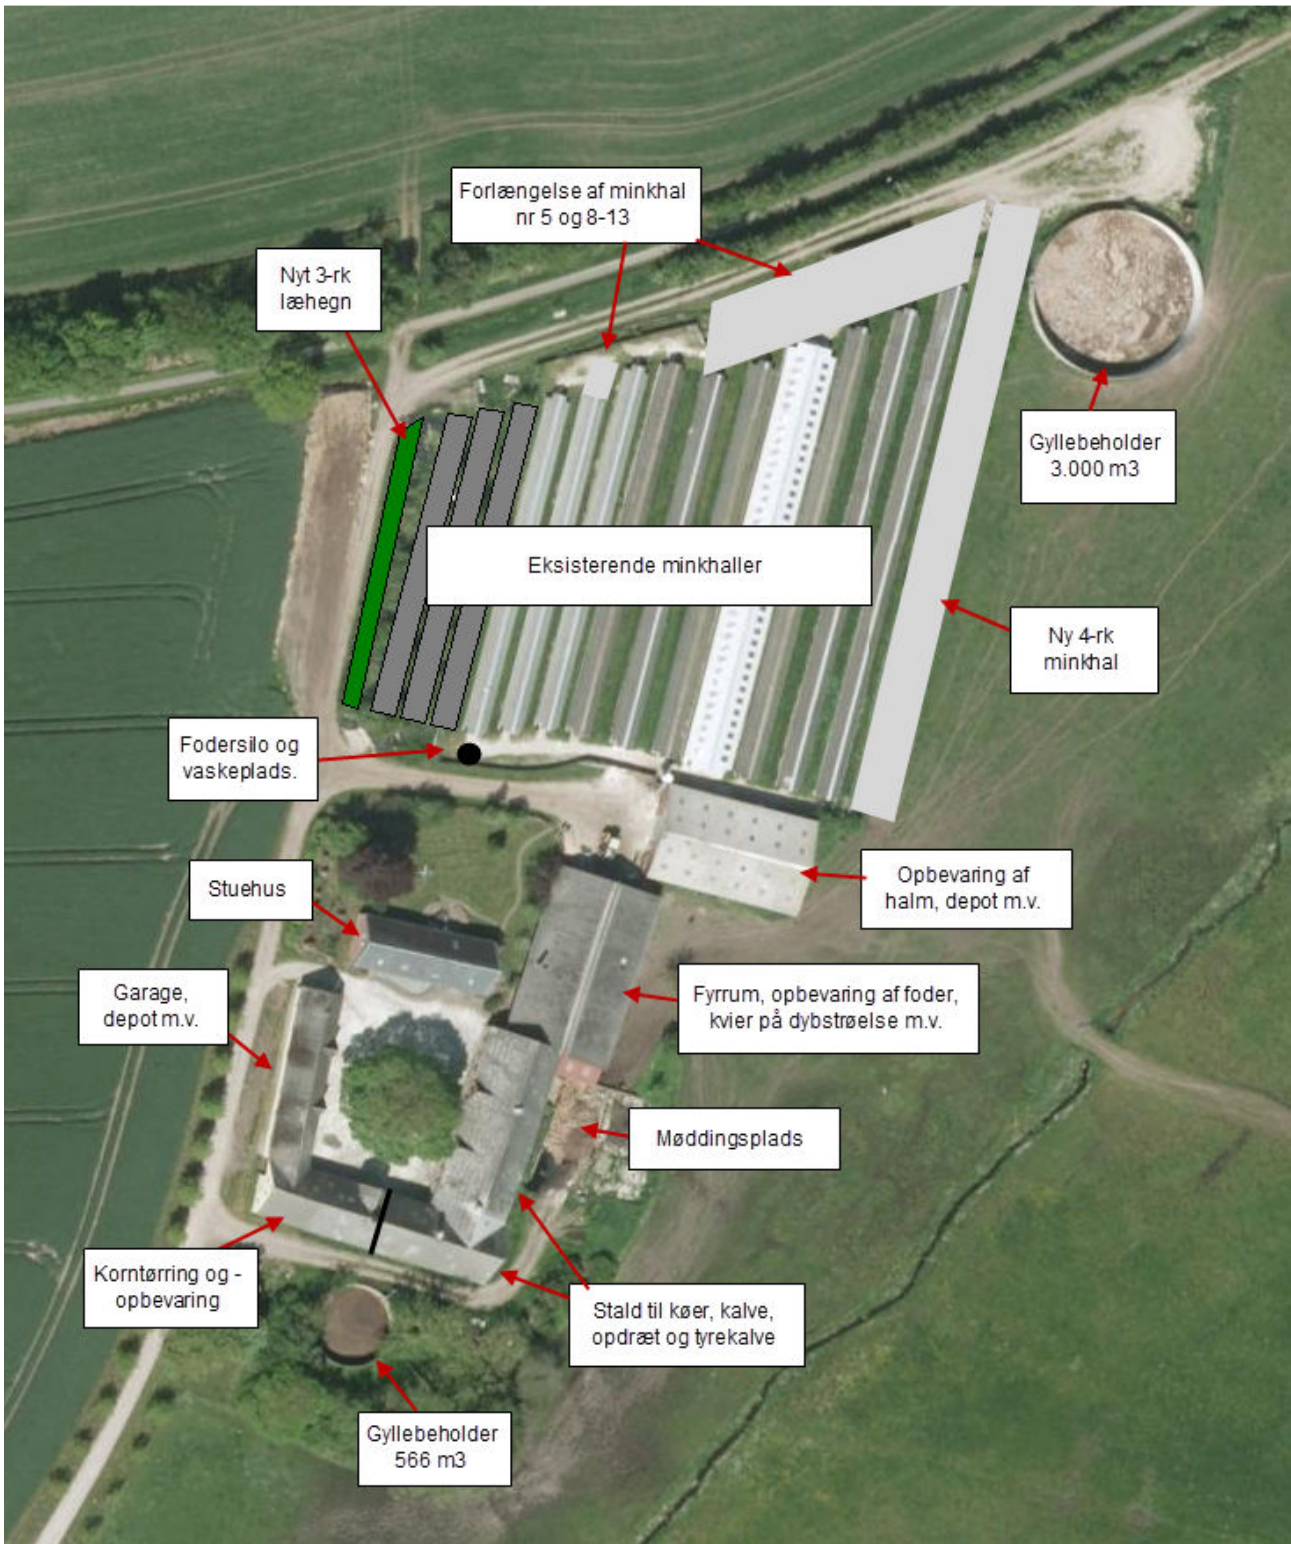 Forlængelse af minkhal
nr 5 og 8-13
Nyt 3-rk
læhegn
Gyllebeholder
3.000 m3
Eksisterende minkhaller
Ny 4-rk
minkhal
Fodersilo og
vaskeplads.
Stuehus
Opbevaring af
halm, depot m.v.
Garage,
depot m.v.
Fyrrum, opbevaring af foder,
kvier på dybstrøelse m.v.
Møddingsplads
Korntørring og -
opbevaring
Stald til køer, kalve,
opdræt og tyrekalve
Gyllebeholder
566 m3